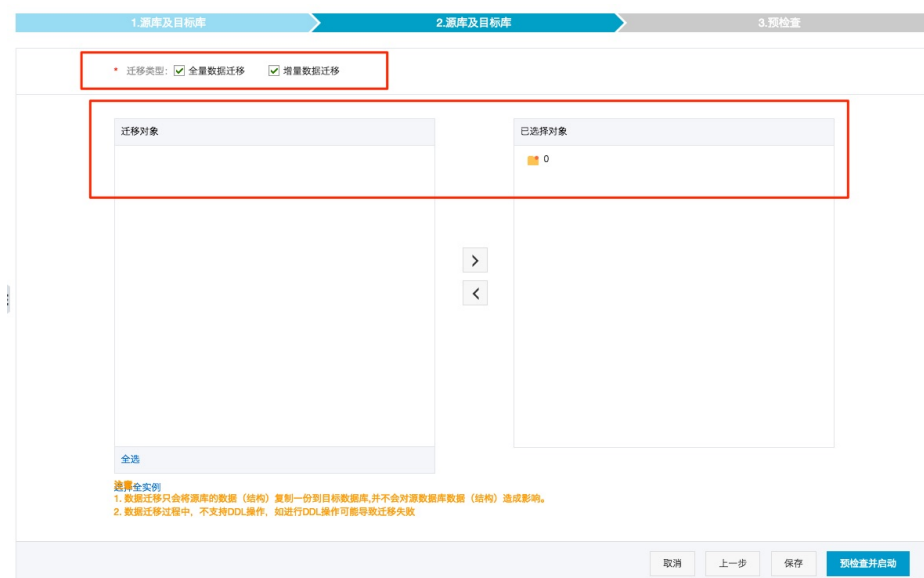 1.源库及目标库
2.源库及目标库
3.预检查
* 迁移类型: 全量数据迁移 增量数据迁移
迁移对象
已选择对象
0
全选
选择全实例
1. 数据迁移只会将源库的数据（结构）复制一份到目标数据库,并不会对源数据库数据（结构）造成影响。
2. 数据迁移过程中，不支持DDL操作，如进行DDL操作可能导致迁移失败
取消 上一步 保存 预检查并启动